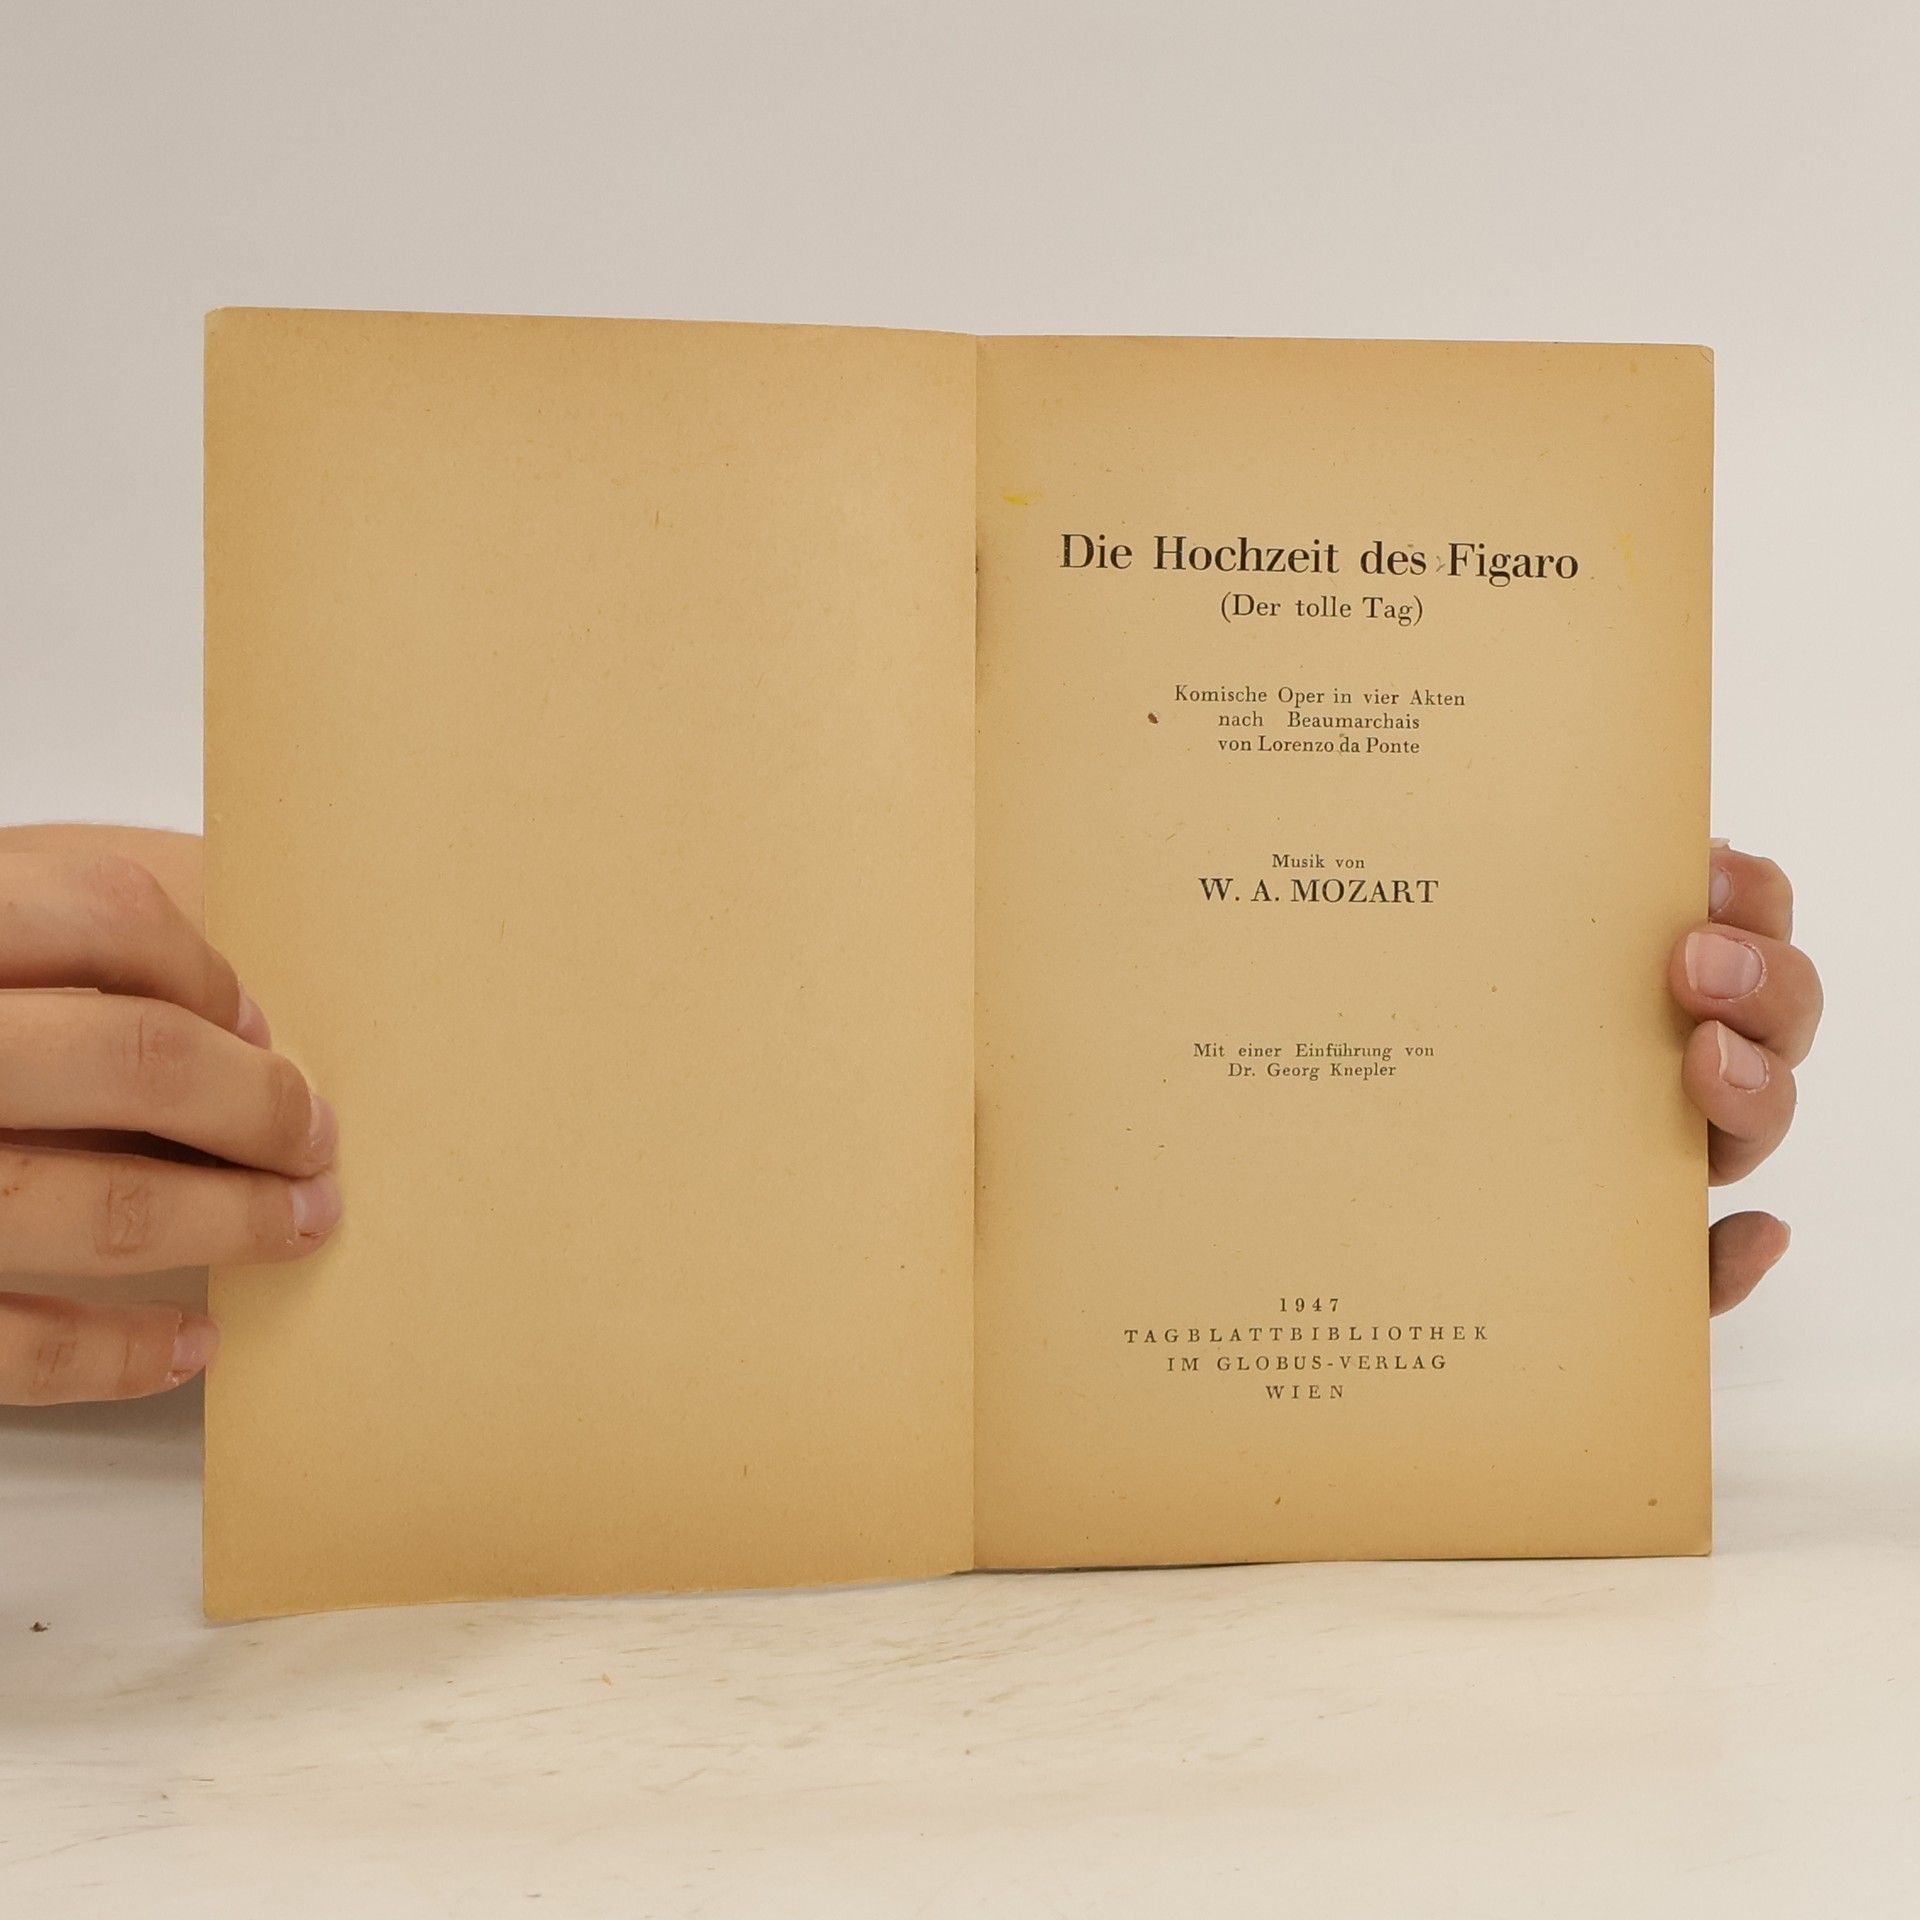 Die Hochzeit des Figaro
(Der tolle Tag)
Komische Oper in vier Akten
nach Beaumarchais
von Lorenzo da Ponte
Musik von
W. A. MOZART
Mit einer Einführung von
Dr. Georg Knepler
1947
TAGBLATTBIBLIOTHEK
IM GLOBUS-VERLAG
WIEN